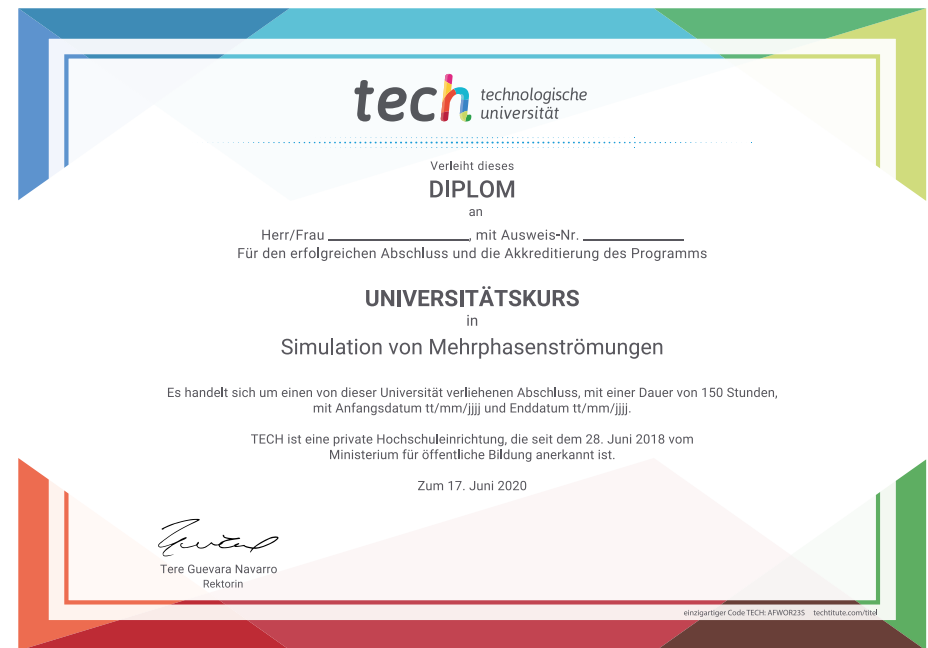 tech technologische
universität
Verleiht dieses
DIPLOM
an
Herr/Frau ____________________, mit Ausweis-Nr. ______________
Für den erfolgreichen Abschluss und die Akkreditierung des Programms
UNIVERSITÄTSKURS
in
Simulation von Mehrphasenströmungen
Es handelt sich um einen von dieser Universität verliehenen Abschluss, mit einer Dauer von 150 Stunden,
mit Anfangsdatum tt/mm/jjjj und Enddatum tt/mm/jjjj.
TECH ist eine private Hochschuleinrichtung, die seit dem 28. Juni 2018 vom
Ministerium für öffentliche Bildung anerkannt ist.
Zum 17. Juni 2020
Tere Guevara Navarro
Rektorin
einzigartiger Code TECH: AFWOR23S techtitute.com/titel